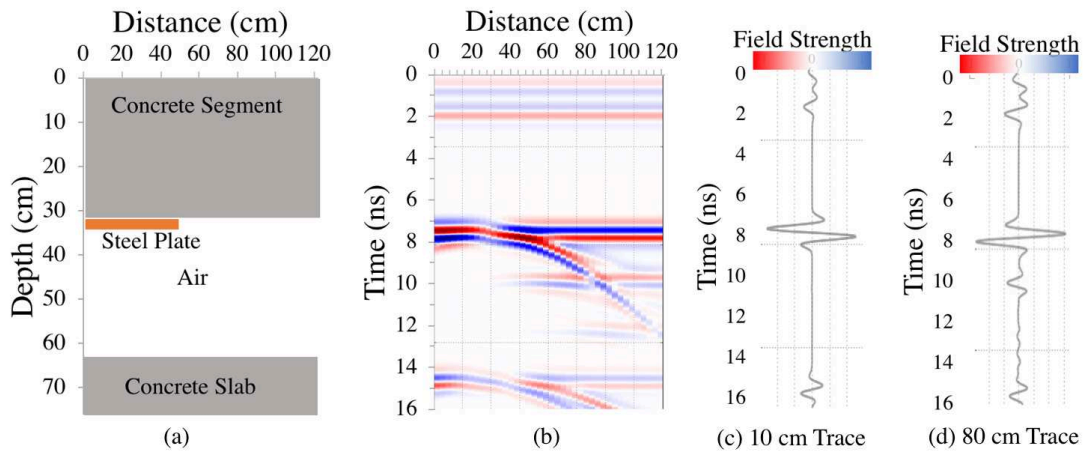 Distance (cm)
0 20 40 60 80 100 120
Depth (cm)
0
10
20
30
40
50
60
70
Concrete Segment
Steel Plate
Air
Concrete Slab
(a)
Distance (cm)
0 20 40 60 80 100 120
Time (ns)
0
2
4
6
8
10
12
14
16
(b)
Field Strength
0
Time (ns)
0
2
4
6
8
10
12
14
16
(c) 10 cm Trace
Field Strength
0
Time (ns)
0
2
4
6
8
10
12
14
16
(d) 80 cm Trace